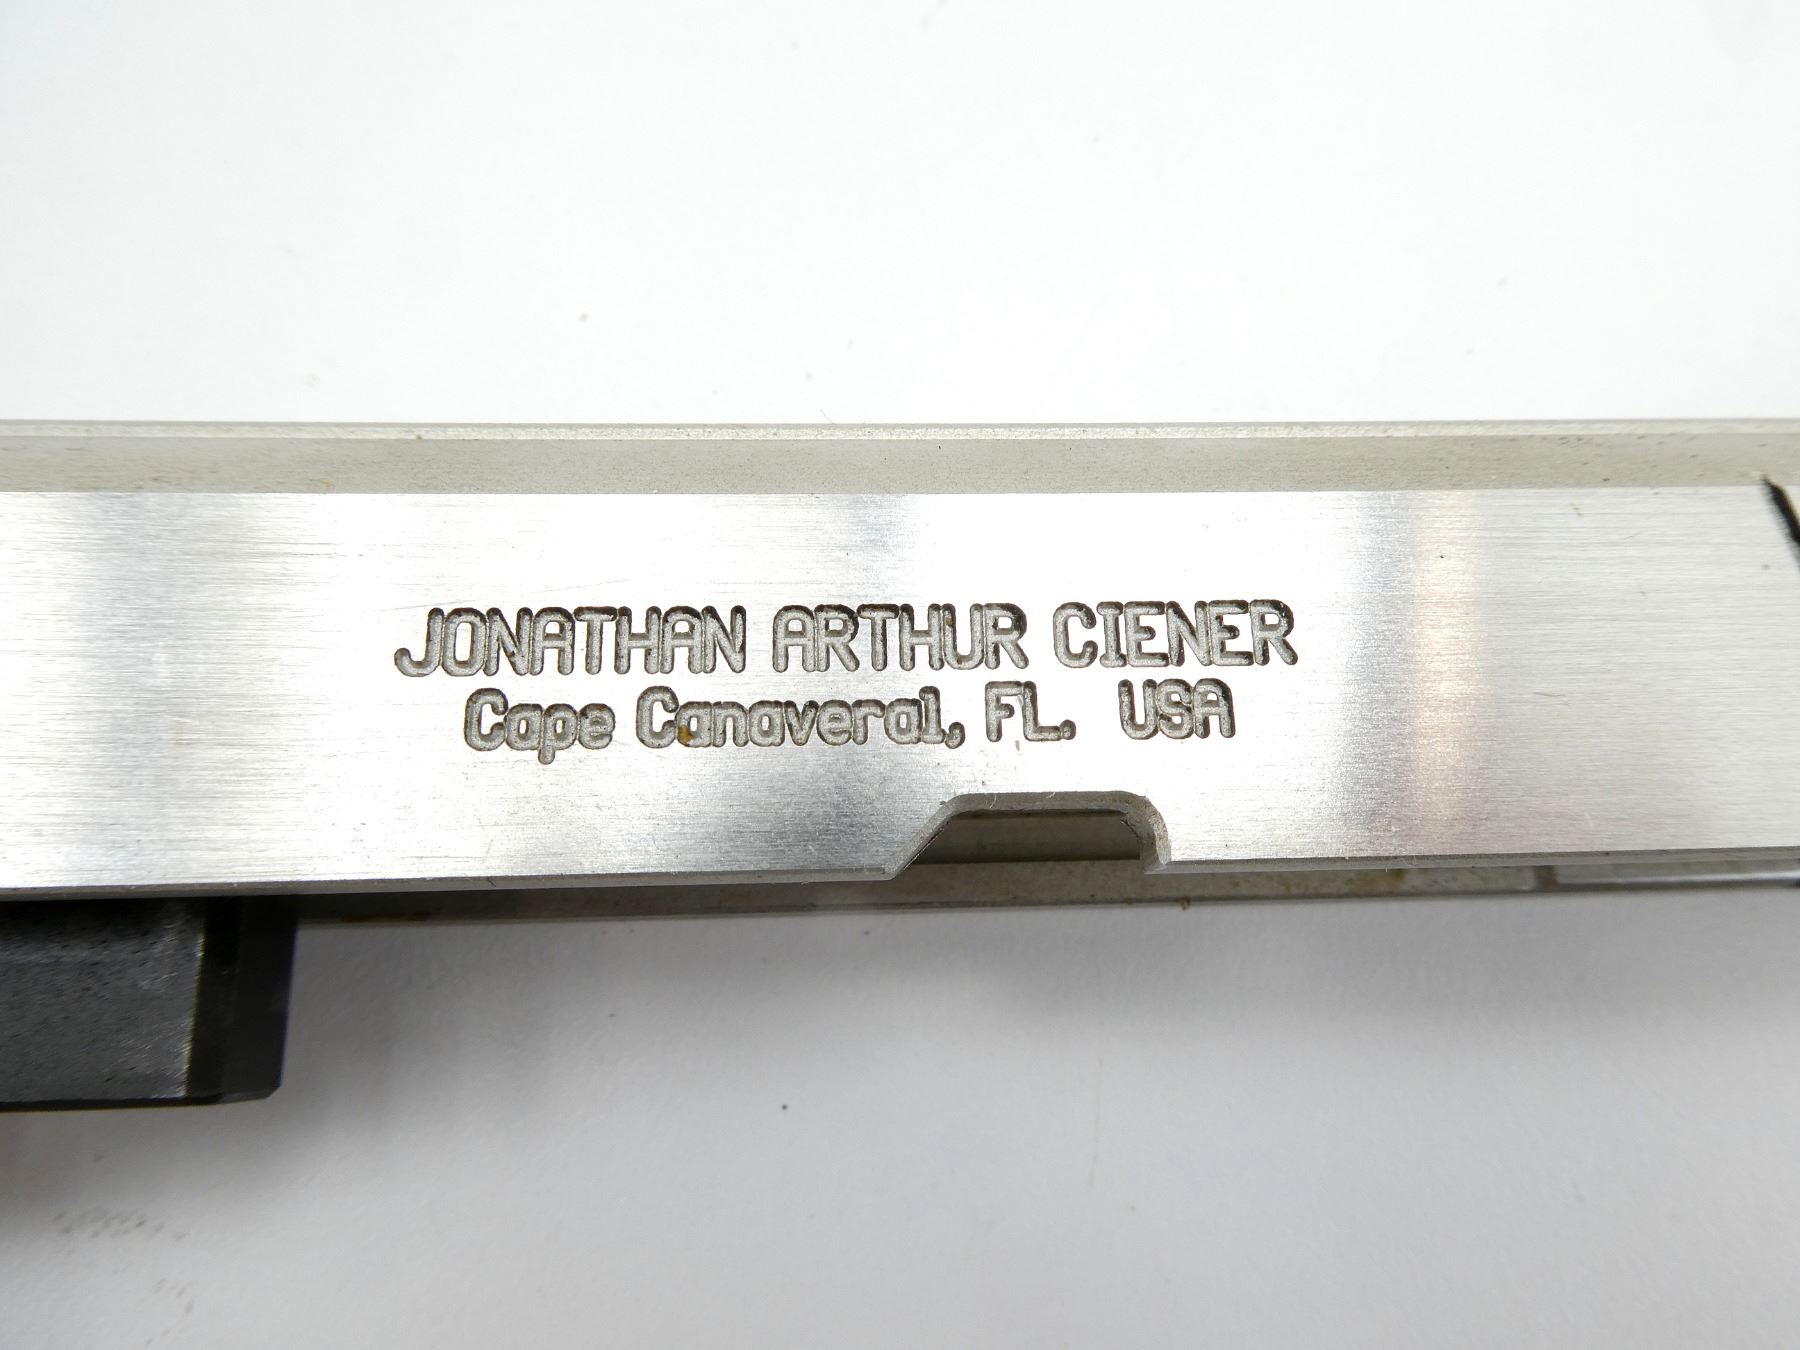 JONATHAN ARTHUR CIENER
Cape Canaveral, FL. USA